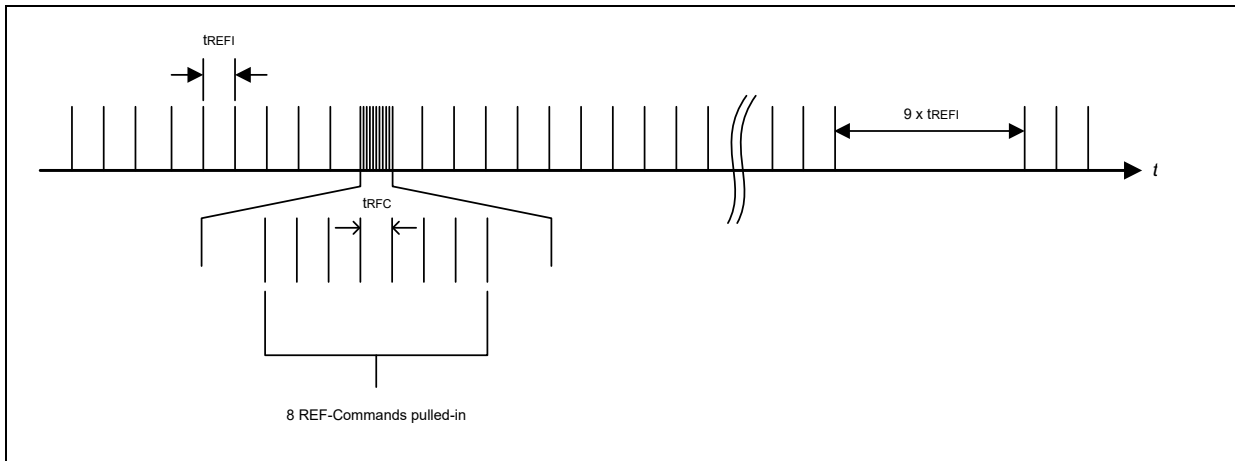 tREFI
9 x tREFI
t
tRFC
8 REF-Commands pulled-in